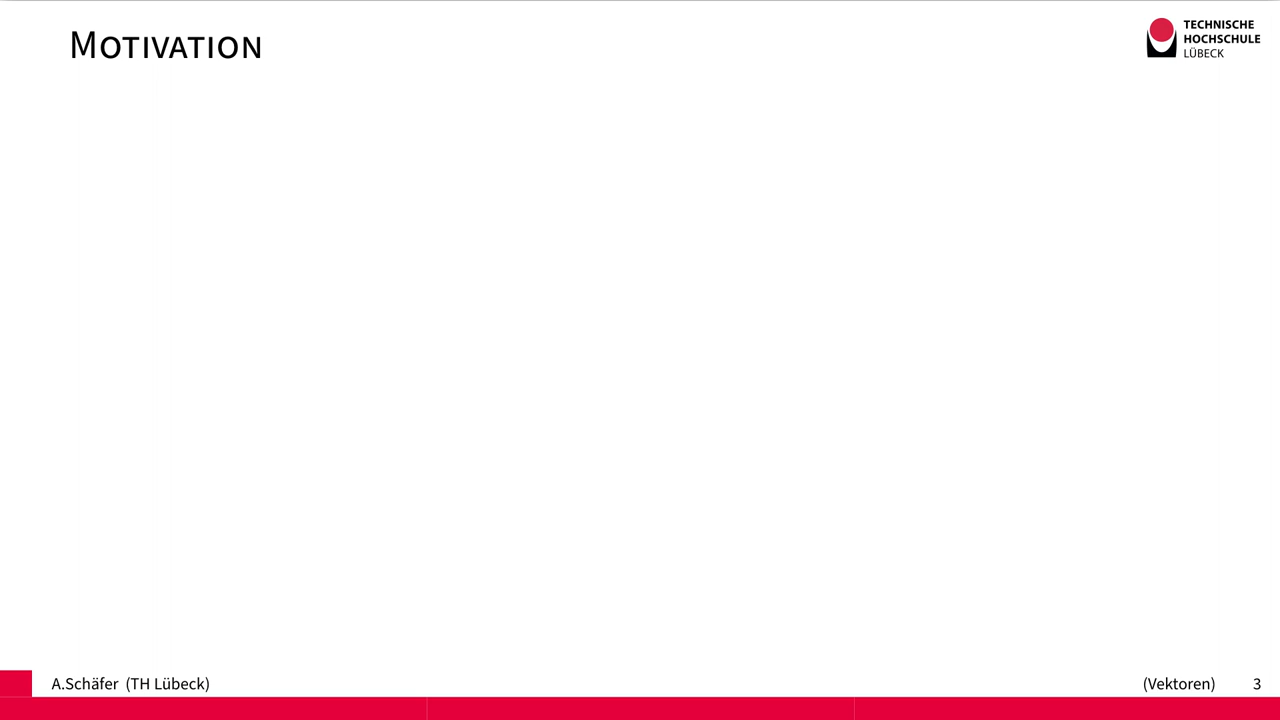 Motivation
TECHNISCHE
HOCHSCHULE
LÜBECK
A.Schäfer (TH Lübeck)
(Vektoren) 3